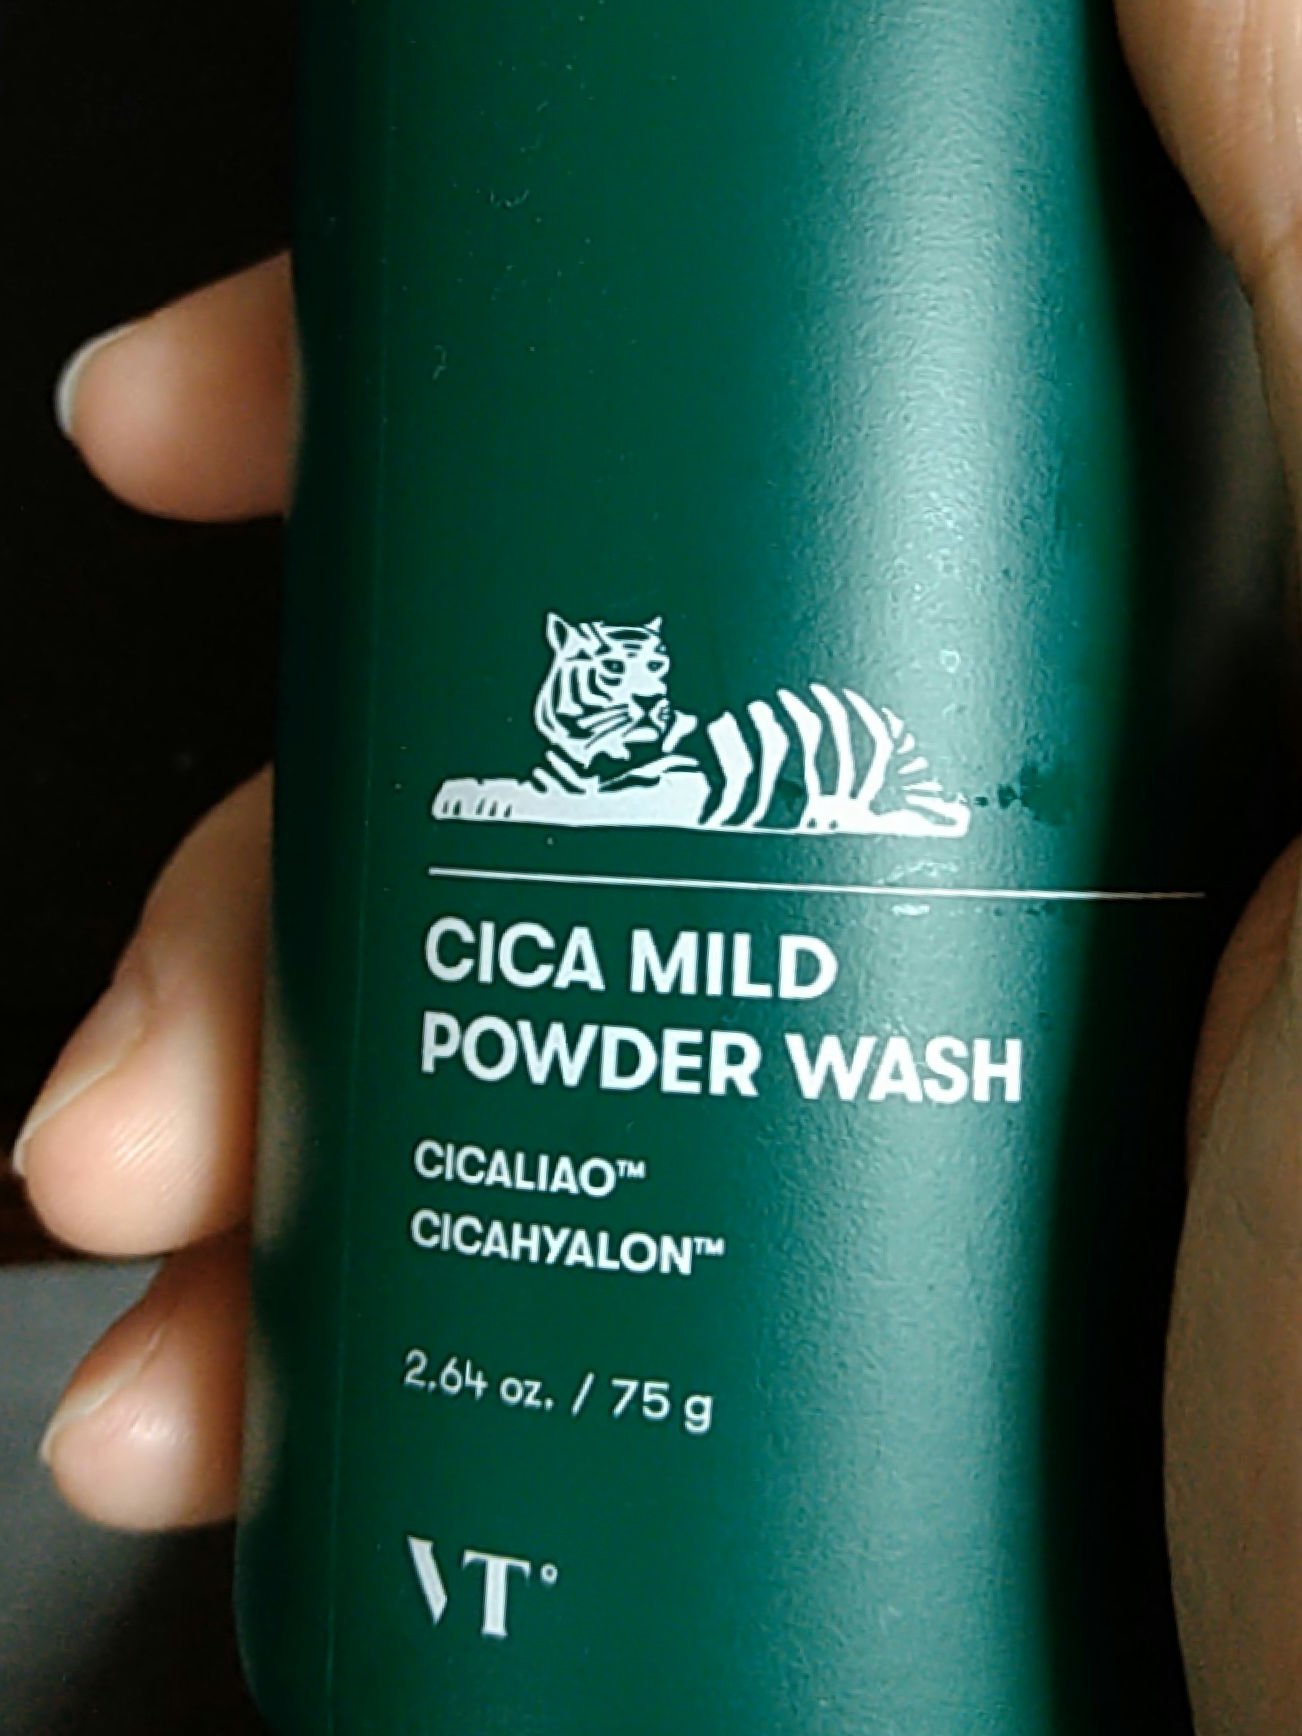 CICA MILD
POWDER WASH
CICALIAO™
CICAHYALON™
2.64 oz. / 75 g
VT°